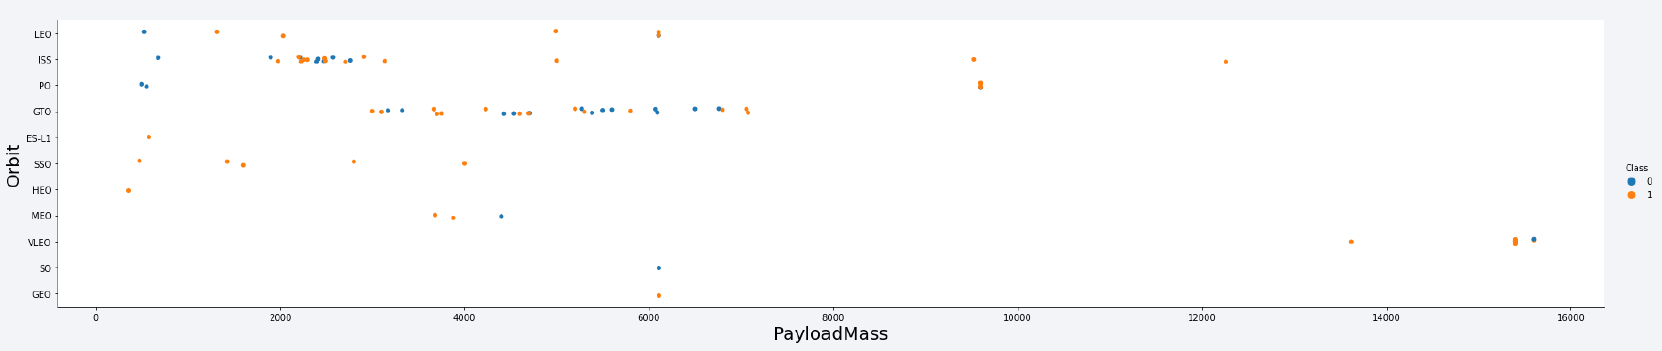 LEO
ISS
PO
GTO
ES-L1
SSO
HEO
MEO
VLEO
SO
GEO
Orbit
0 2000 4000 6000 8000 10000 12000 14000 16000
PayloadMass
Class
0
1